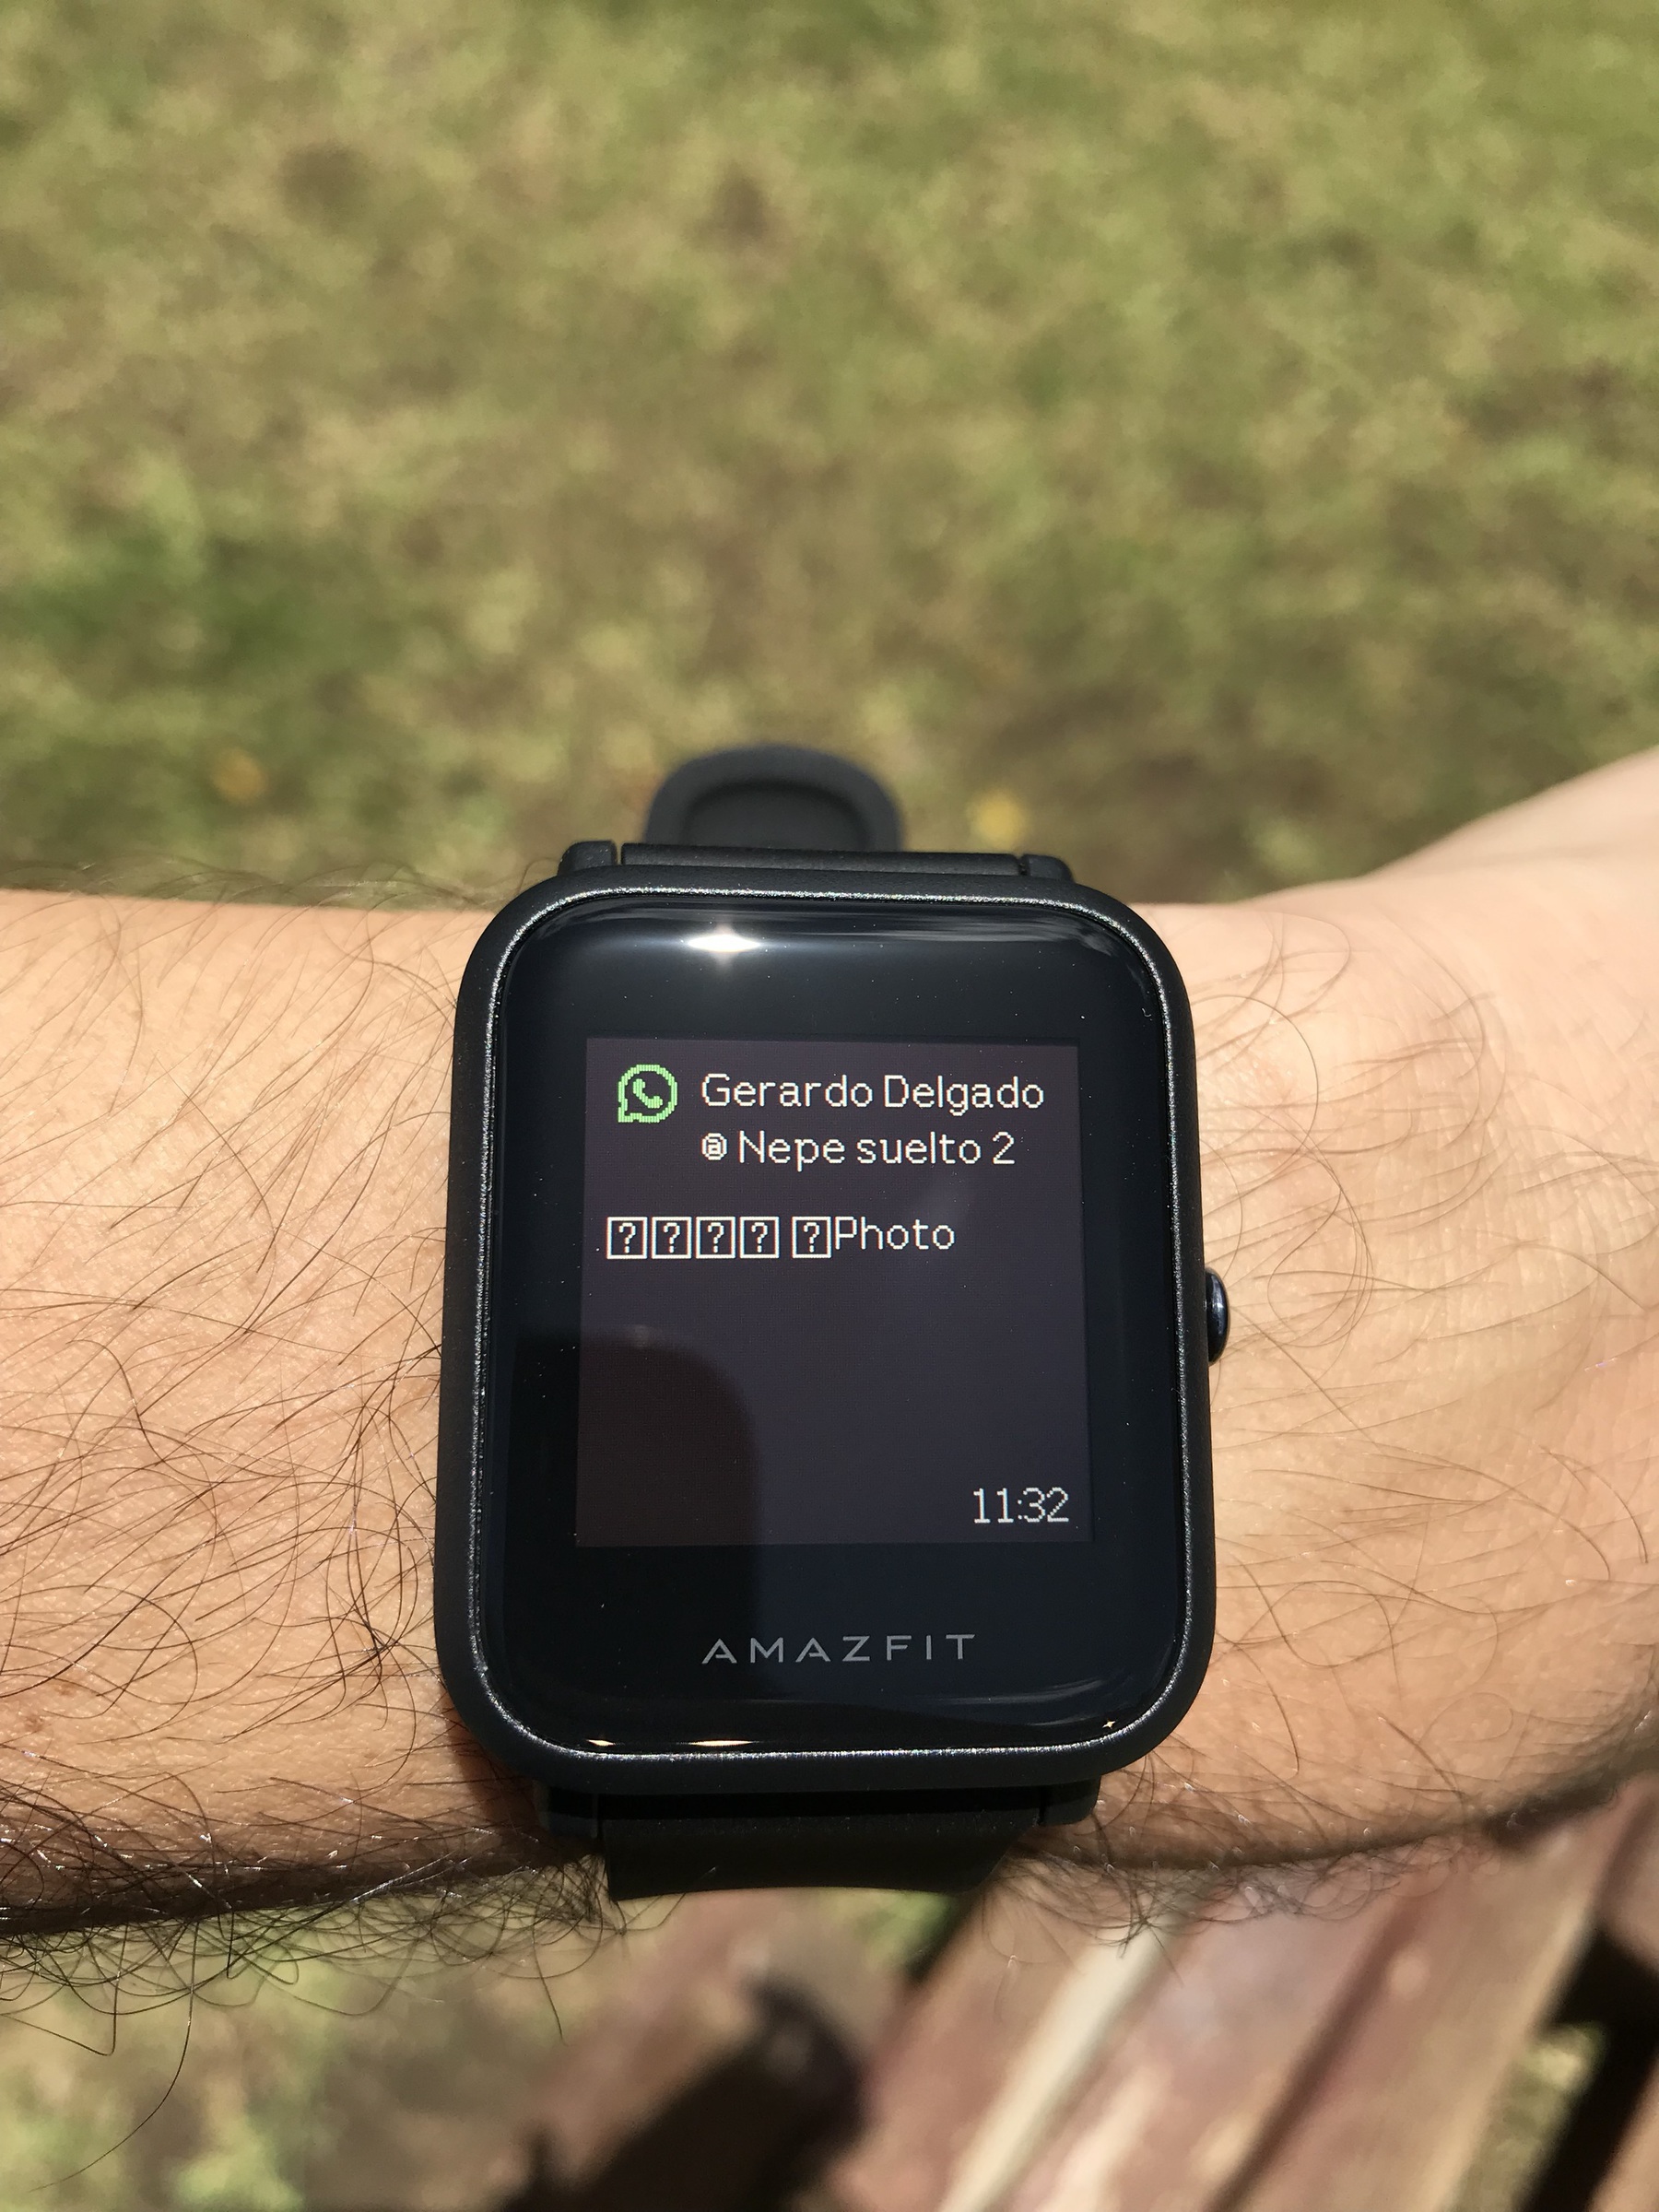 Gerardo Delgado
@ Nepe suelto 2
⍰⍰⍰⍰ ⍰Photo
11:32
AMAZFIT